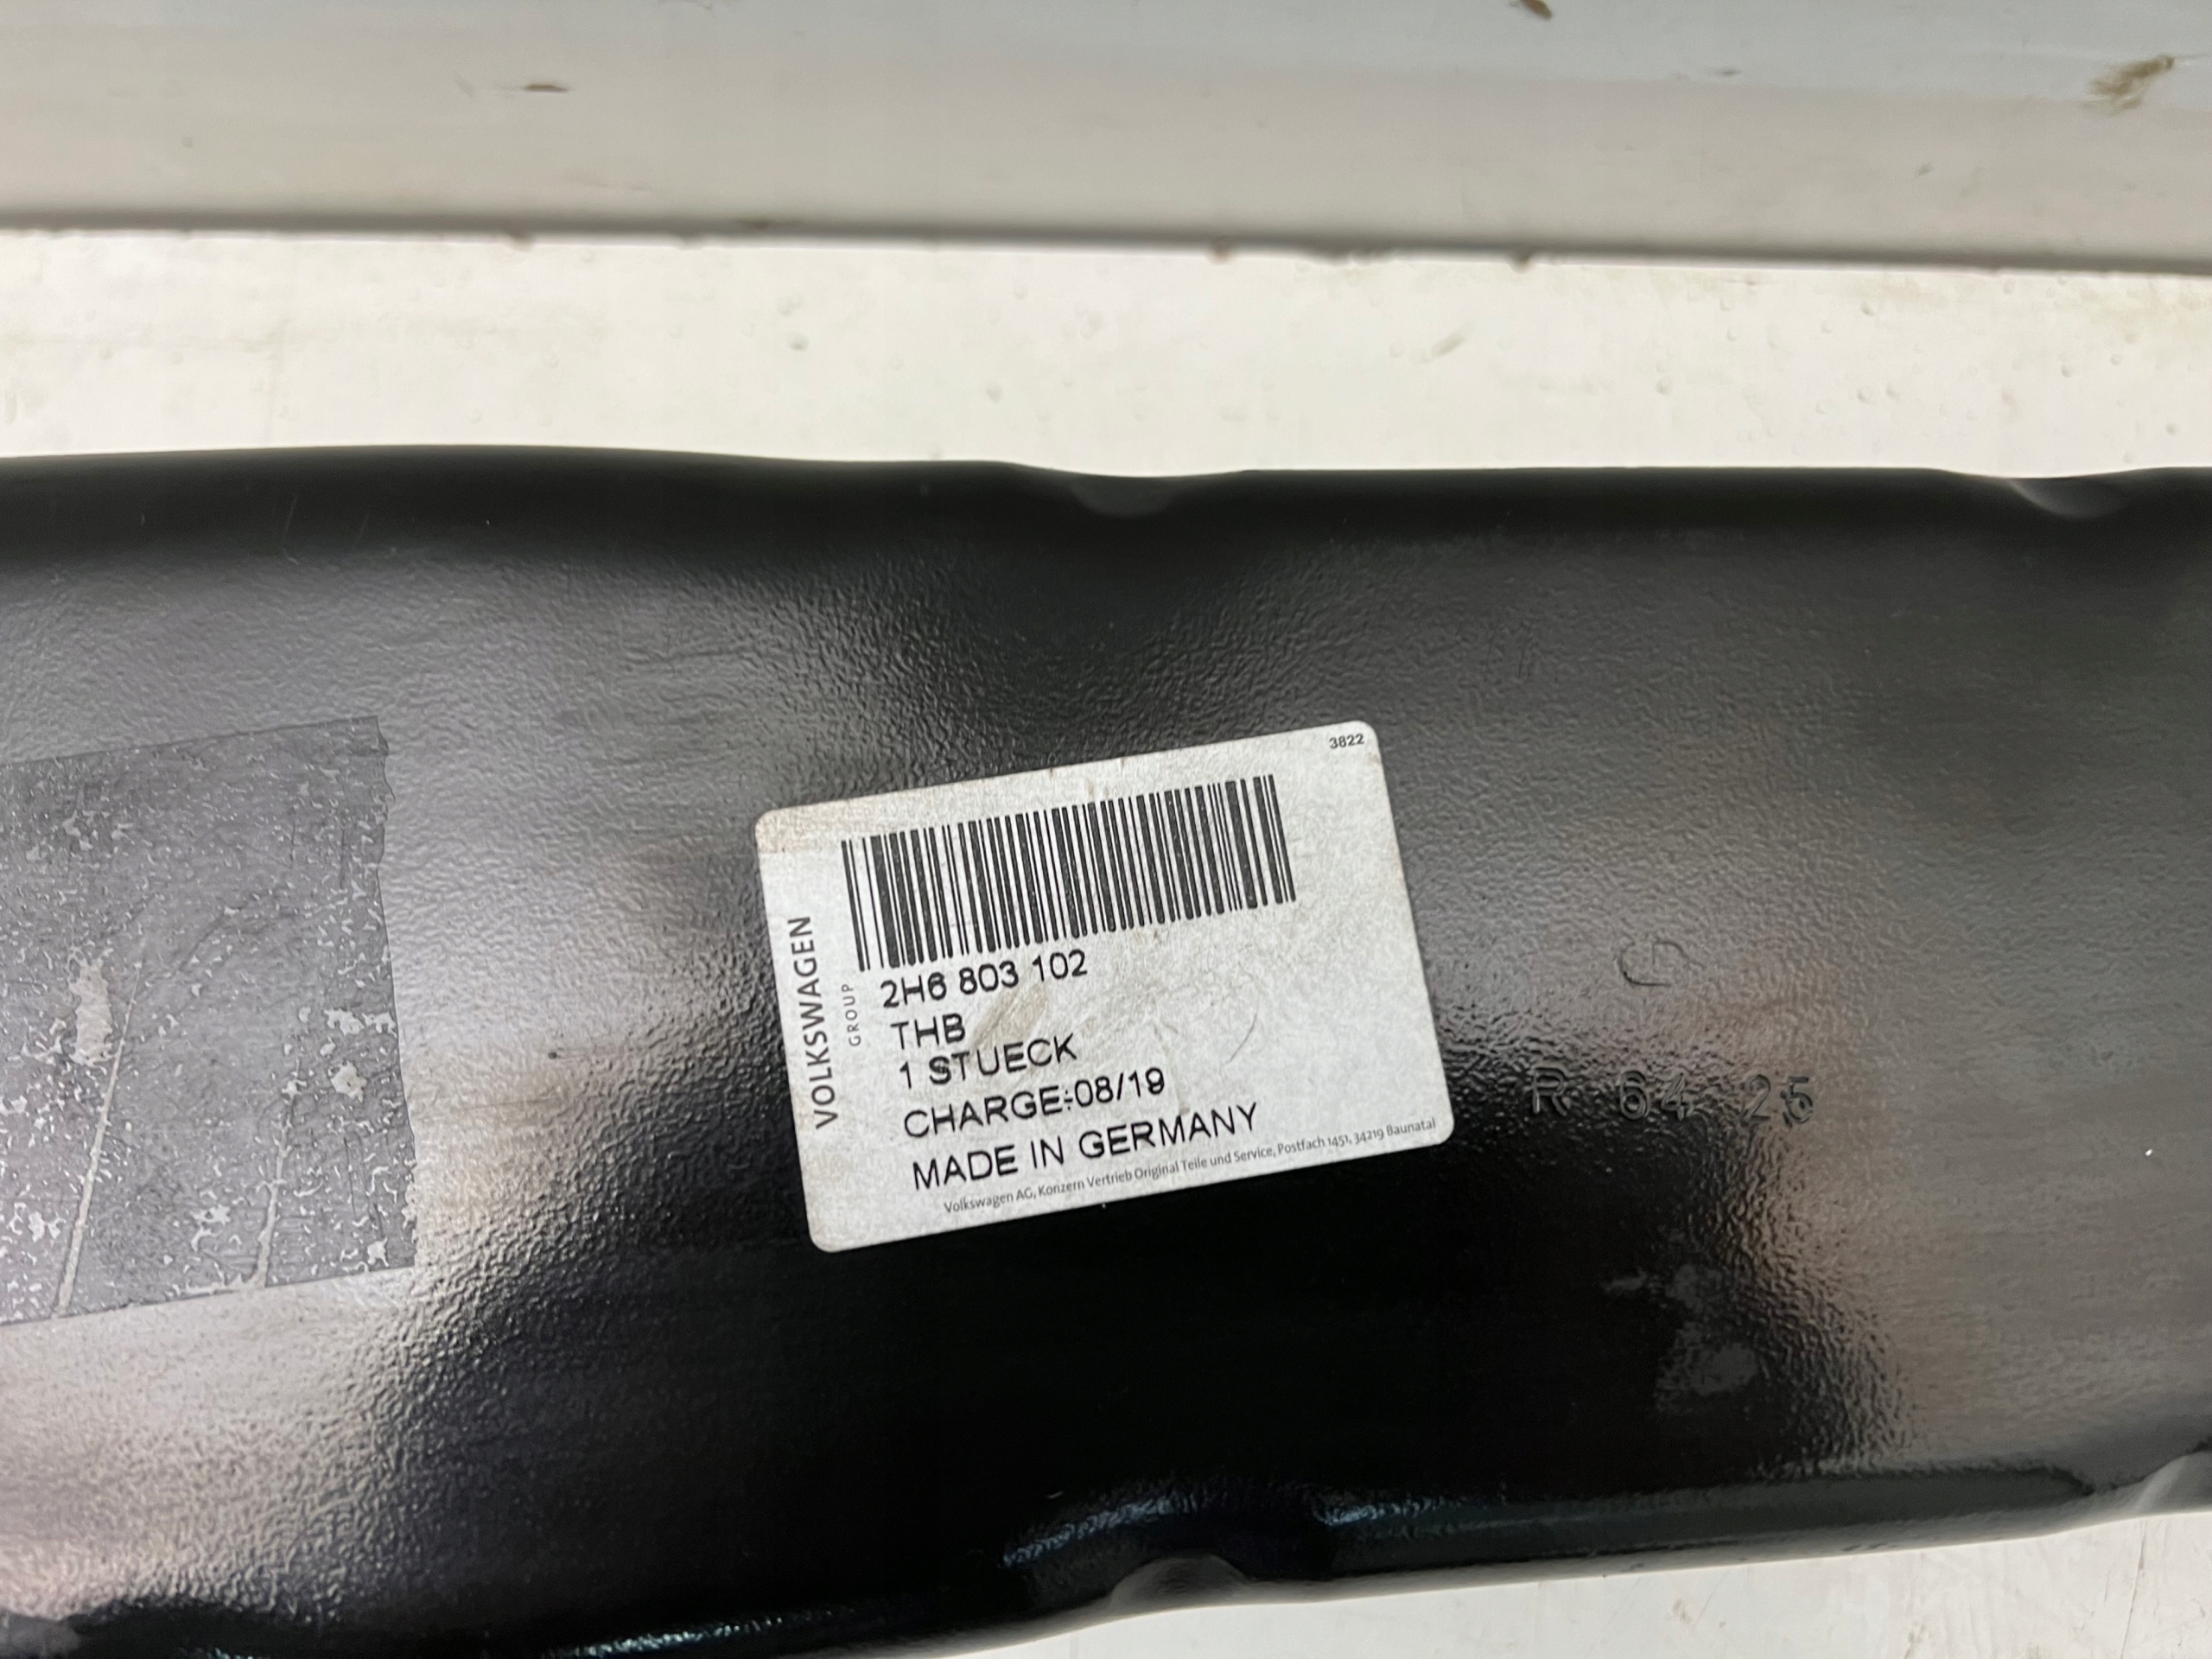 3822
VOLKSWAGEN
GROUP
2H6 803 102
THB
1 STUECK
CHARGE:08/19
MADE IN GERMANY
Volkswagen AG, Konzern Vertrieb Original Teile und Service, Postfach 1451, 34219 Baunatal
R 64 25